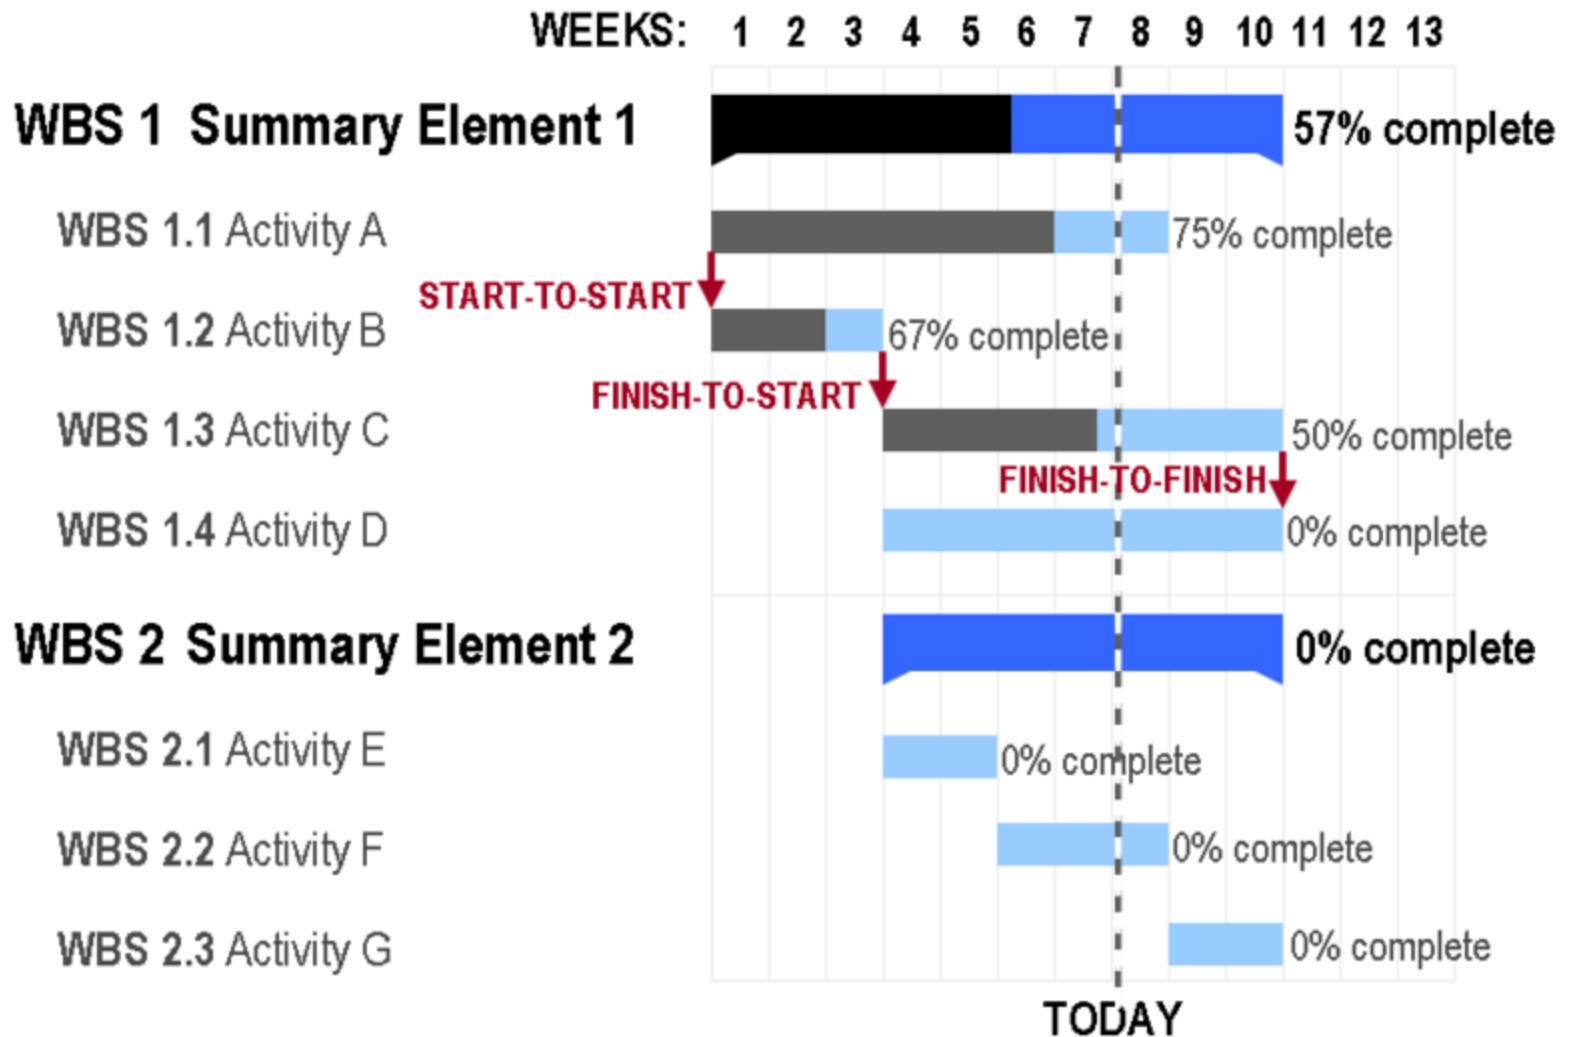 WEEKS: 1 2 3 4 5 6 7 8 9 10 11 12 13
WBS 1 Summary Element 1 57% complete
WBS 1.1 Activity A 75% complete
START-TO-START
WBS 1.2 Activity B 67% complete
FINISH-TO-START
WBS 1.3 Activity C 50% complete
FINISH-TO-FINISH
WBS 1.4 Activity D 0% complete
WBS 2 Summary Element 2 0% complete
WBS 2.1 Activity E 0% complete
WBS 2.2 Activity F 0% complete
WBS 2.3 Activity G 0% complete
TODAY